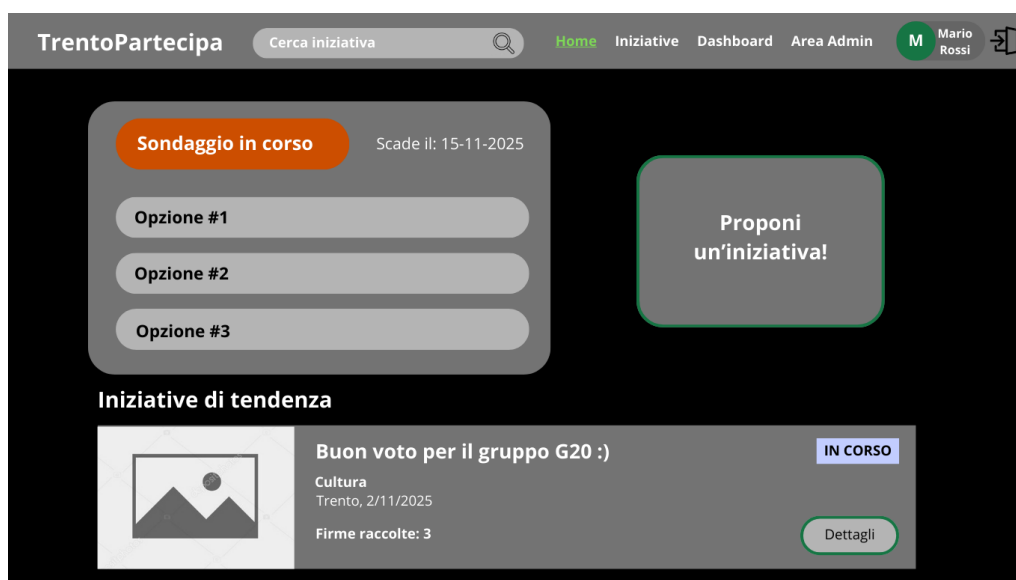 TrentoPartecipa
Cerca iniziativa
Home
Iniziative
Dashboard
Area Admin
M
Mario
Rossi
Sondaggio in corso
Scade il: 15-11-2025
Opzione #1
Opzione #2
Opzione #3
Proponi
un’iniziativa!
Iniziative di tendenza
Buon voto per il gruppo G20 :)
IN CORSO
Cultura
Trento, 2/11/2025
Firme raccolte: 3
Dettagli